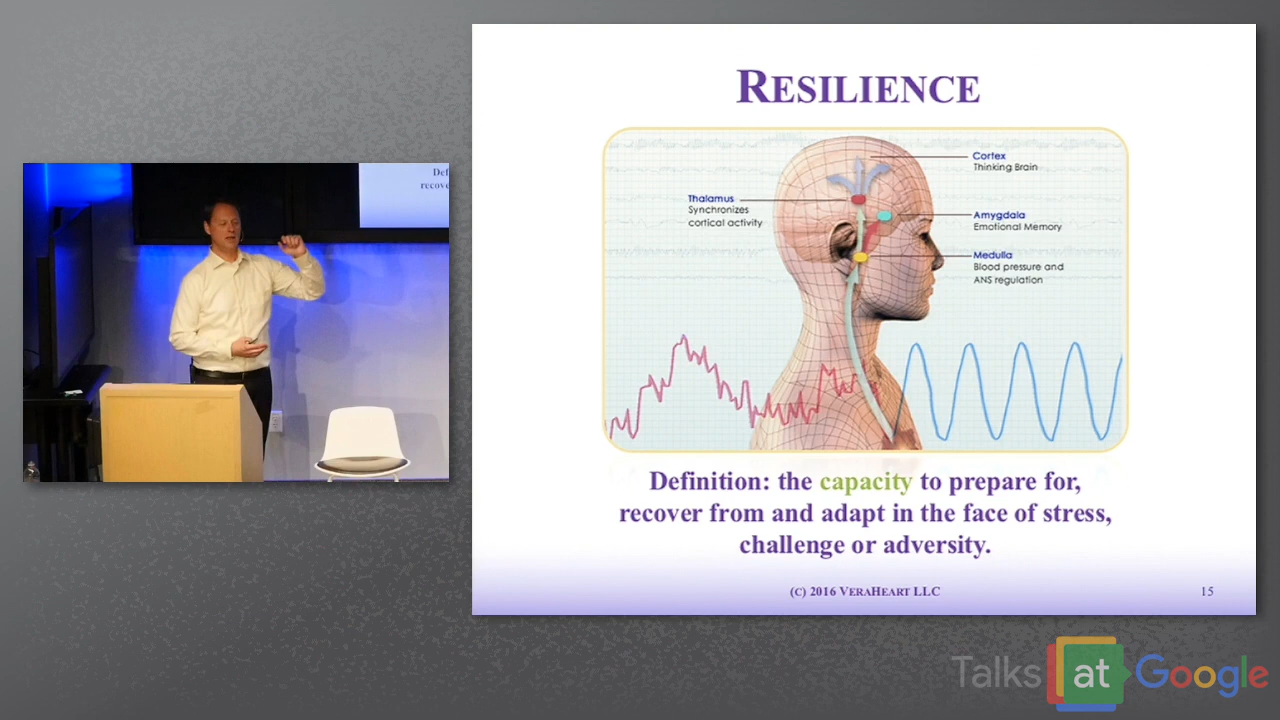 Def
recove
RESILIENCE
Cortex
Thinking Brain
Thalamus
Synchronizes
cortical activity
Amygdala
Emotional Memory
Medulla
Blood pressure and
ANS regulation
Definition: the capacity to prepare for,
recover from and adapt in the face of stress,
challenge or adversity.
(C) 2016 VERAHEART LLC
15
Talks at Google